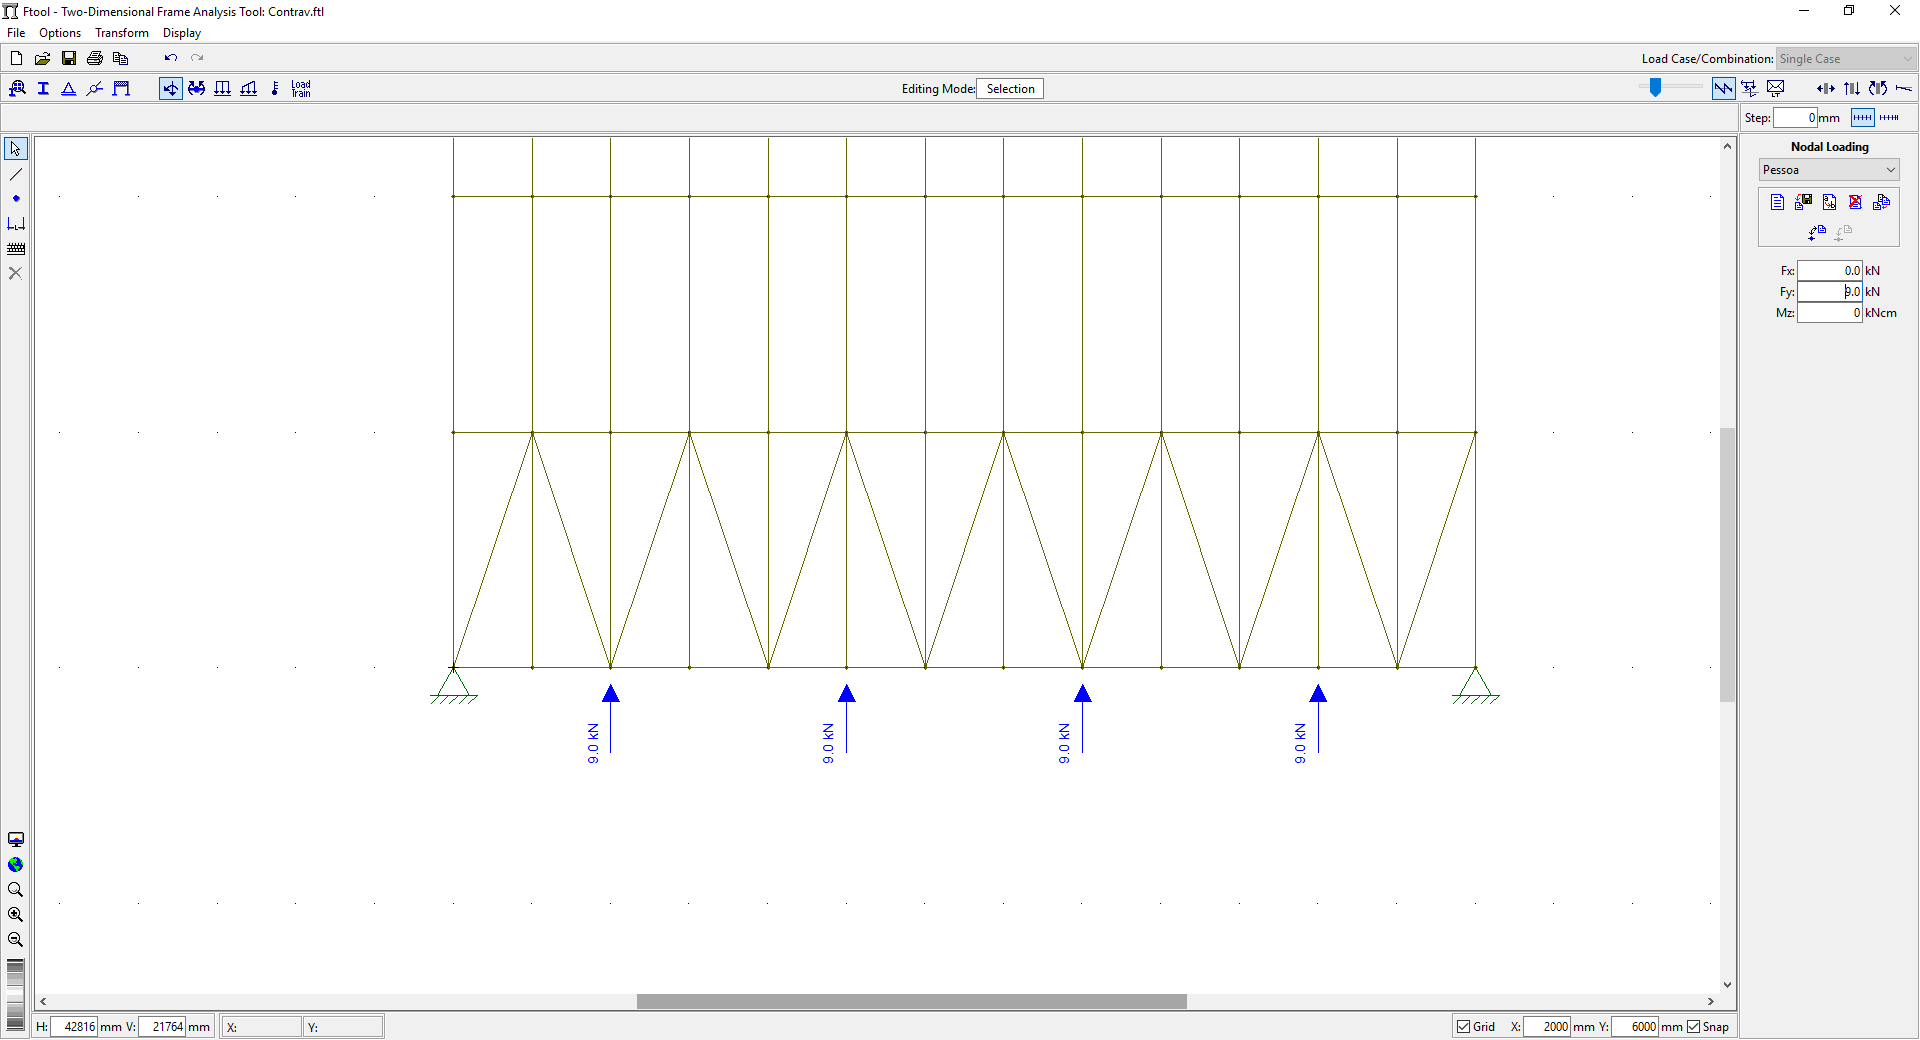 Ftool - Two-Dimensional Frame Analysis Tool: Contrav.ftl
File Options Transform Display
Load Case/Combination: Single Case
Load Train
Editing Mode: Selection
LT
Step: 0 mm
Nodal Loading
Pessoa
Fx: 0.0 kN
Fy: 9.0 kN
Mz: 0 kNcm
9.0 kN
9.0 kN
9.0 kN
9.0 kN
H: 42816 mm V: 21764 mm X: Y:
Grid X: 2000 mm Y: 6000 mm Snap